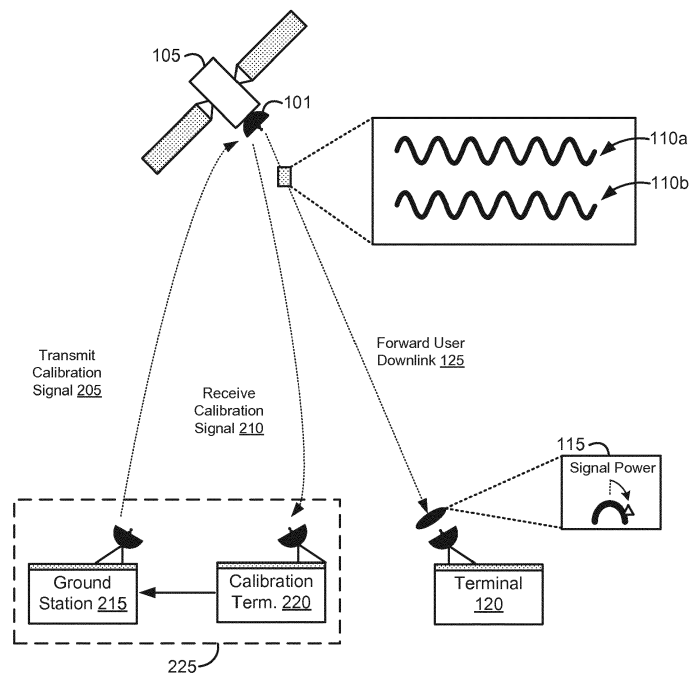 105
101
110a
110b
Transmit
Calibration
Signal 205
Receive
Calibration
Signal 210
Forward User
Downlink 125
115
Signal Power
Ground
Station 215
Calibration
Term. 220
Terminal
120
225